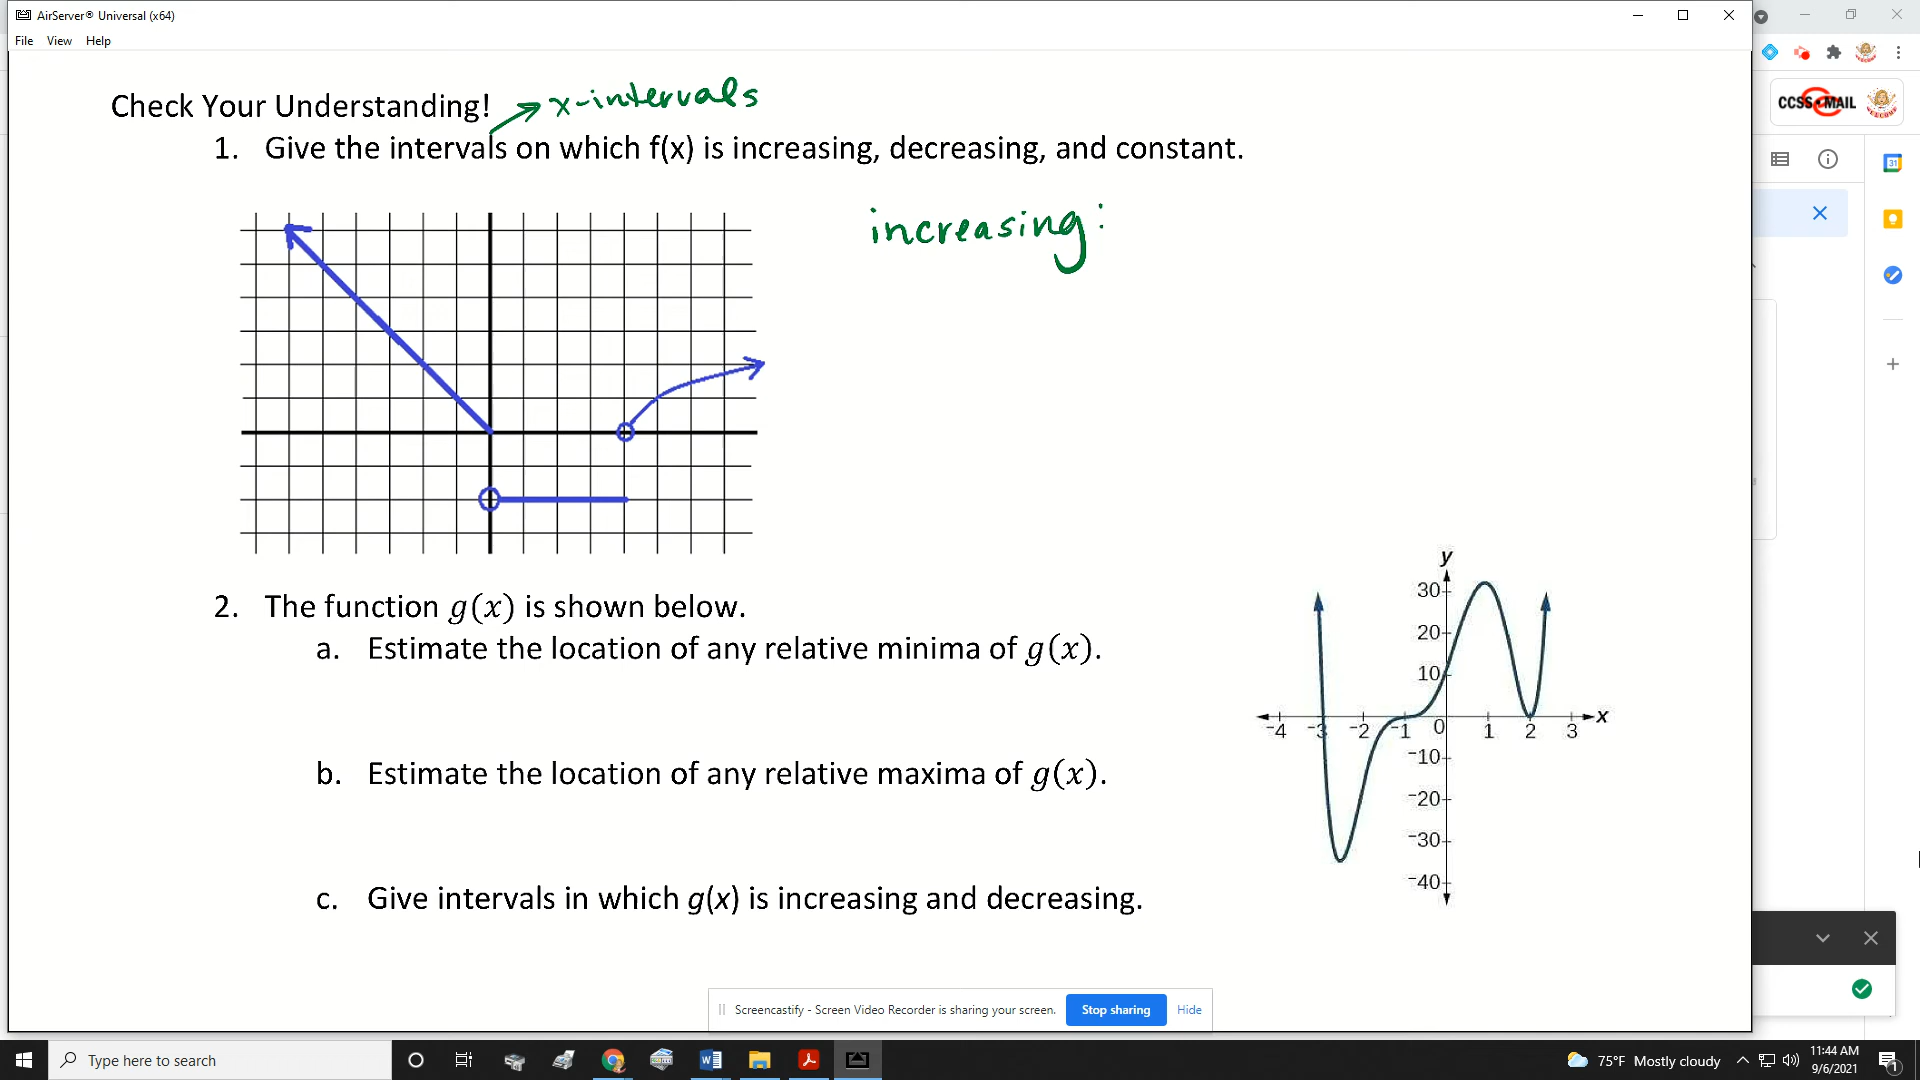 AirServer® Universal (x64)
File View Help
Check Your Understanding!
x-intervals
1. Give the intervals on which f(x) is increasing, decreasing, and constant.
increasing:
2. The function g(x) is shown below.
a. Estimate the location of any relative minima of g(x).
b. Estimate the location of any relative maxima of g(x).
c. Give intervals in which g(x) is increasing and decreasing.
y
30
20
10
-4 -3 -2 -1 0 1 2 3 x
-10
-20
-30
-40
CCSS MAIL
WELCOME
31
Screencastify - Screen Video Recorder is sharing your screen. Stop sharing Hide
Type here to search
75°F Mostly cloudy
11:44 AM
9/6/2021
1